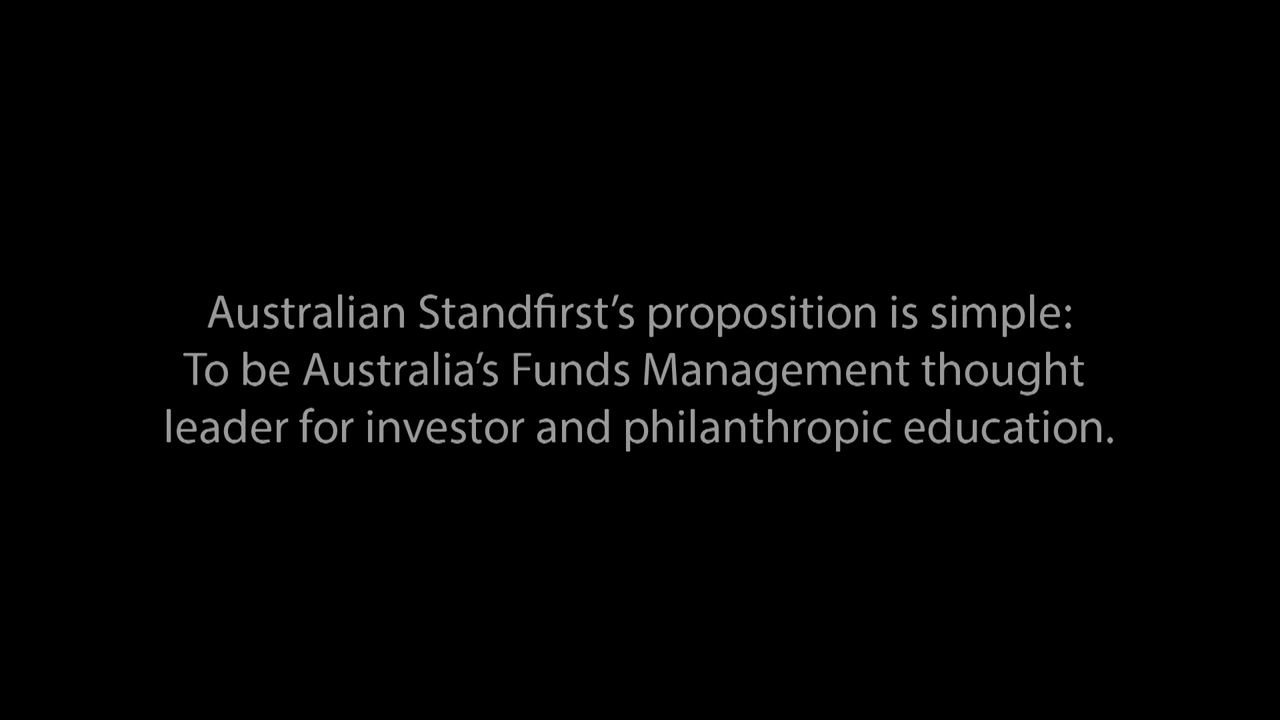 Australian Standfirst’s proposition is simple:
To be Australia’s Funds Management thought
leader for investor and philanthropic education.